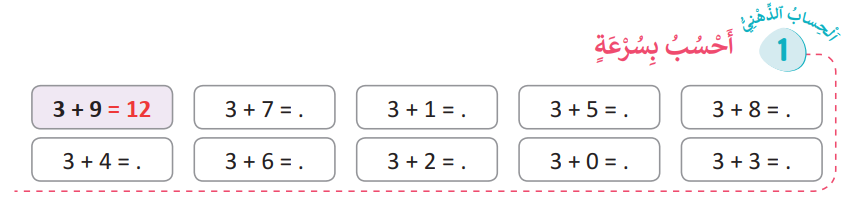 اَلْحِسابُ ٱلذِّهْنِيُّ
1
أَحْسُبُ بِسُرْعَةٍ
3 + 9 = 12 3 + 7 = . 3 + 1 = . 3 + 5 = . 3 + 8 = .
3 + 4 = . 3 + 6 = . 3 + 2 = . 3 + 0 = . 3 + 3 = .